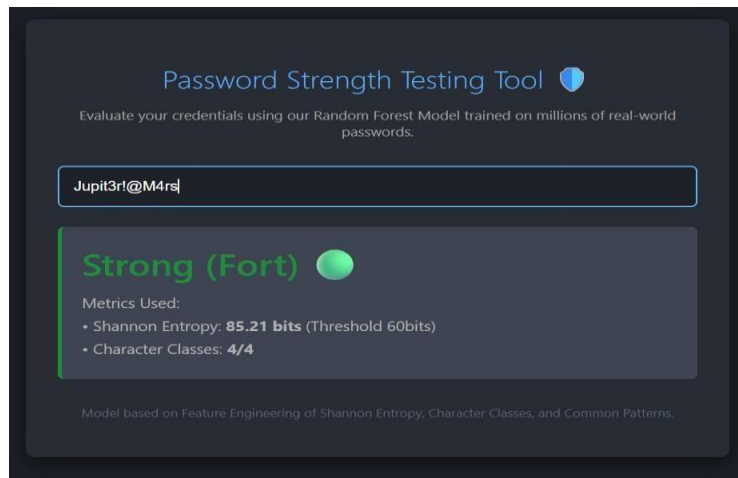 Password Strength Testing Tool
Evaluate your credentials using our Random Forest Model trained on millions of real-world
passwords.
Jupit3r!@M4rs
Strong (Fort)
Metrics Used:
• Shannon Entropy: 85.21 bits (Threshold 60bits)
• Character Classes: 4/4
Model based on Feature Engineering of Shannon Entropy, Character Classes, and Common Patterns.